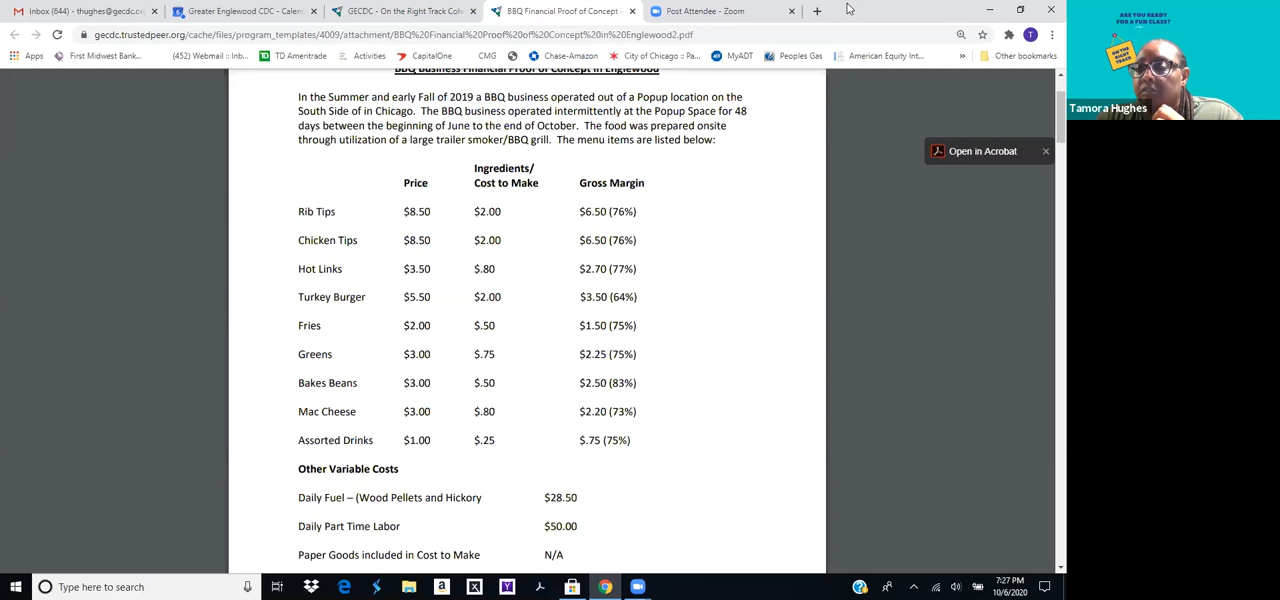 Inbox (644) - thughes@gecdc.or
Greater Englewood CDC - Calend
GECDC - On the Right Track Coh
BBQ Financial Proof of Concept
Post Attendee - Zoom
gecdc.trustedpeer.org/cache/files/program_templates/4009/attachment/BBQ%20Financial%20Proof%20of%20Concept%20in%20Englewood2.pdf
Apps
First Midwest Bank...
(452) Webmail :: Inb...
TD Ameritrade
Activities
CapitalOne
CMG
Chase-Amazon
City of Chicago :: Pa...
MyADT
Peoples Gas
American Equity Int...
»
Other bookmarks
BBQ Business Financial Proof of Concept in Englewood
In the Summer and early Fall of 2019 a BBQ business operated out of a Popup location on the
South Side of in Chicago. The BBQ business operated intermittently at the Popup Space for 48
days between the beginning of June to the end of October. The food was prepared onsite
through utilization of a large trailer smoker/BBQ grill. The menu items are listed below:
Ingredients/
Price Cost to Make Gross Margin
Rib Tips $8.50 $2.00 $6.50 (76%)
Chicken Tips $8.50 $2.00 $6.50 (76%)
Hot Links $3.50 $.80 $2.70 (77%)
Turkey Burger $5.50 $2.00 $3.50 (64%)
Fries $2.00 $.50 $1.50 (75%)
Greens $3.00 $.75 $2.25 (75%)
Bakes Beans $3.00 $.50 $2.50 (83%)
Mac Cheese $3.00 $.80 $2.20 (73%)
Assorted Drinks $1.00 $.25 $.75 (75%)
Other Variable Costs
Daily Fuel – (Wood Pellets and Hickory $28.50
Daily Part Time Labor $50.00
Paper Goods included in Cost to Make N/A
Open in Acrobat
ARE YOU READY
FOR A FUN CLASS?
ON THE
RIGHT
TRACK
Tamora Hughes
Type here to search
7:27 PM
10/6/2020